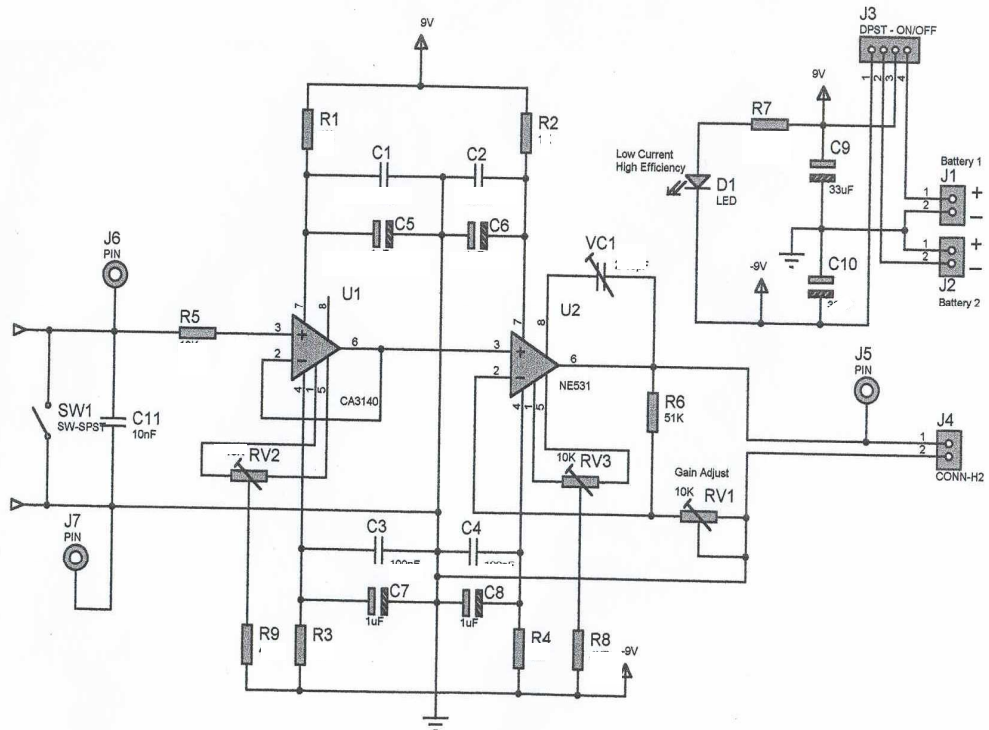 9V
J3
DPST - ON/OFF
1 2 3 4
R1
R2
9V
R7
C1
C2
C9
33uF
Low Current
High Efficiency
D1
LED
Battery 1
J1
1 +
2 -
C5
C6
J6
PIN
VC1
-9V
C10
1 +
2 -
J2
Battery 2
7 8
U1
7 8
U2
R5
3 +
2 -
6
4 1 5
CA3140
3 +
2 -
6
4 1 5
NE531
J5
PIN
R6
51K
J4
1
2
CONN-H2
SW1
SW-SPST
C11
10nF
RV2
10K RV3
Gain Adjust
10K RV1
J7
PIN
C3
100nF
C4
C7
1uF
C8
1uF
R9
R3
R4
R8
-9V